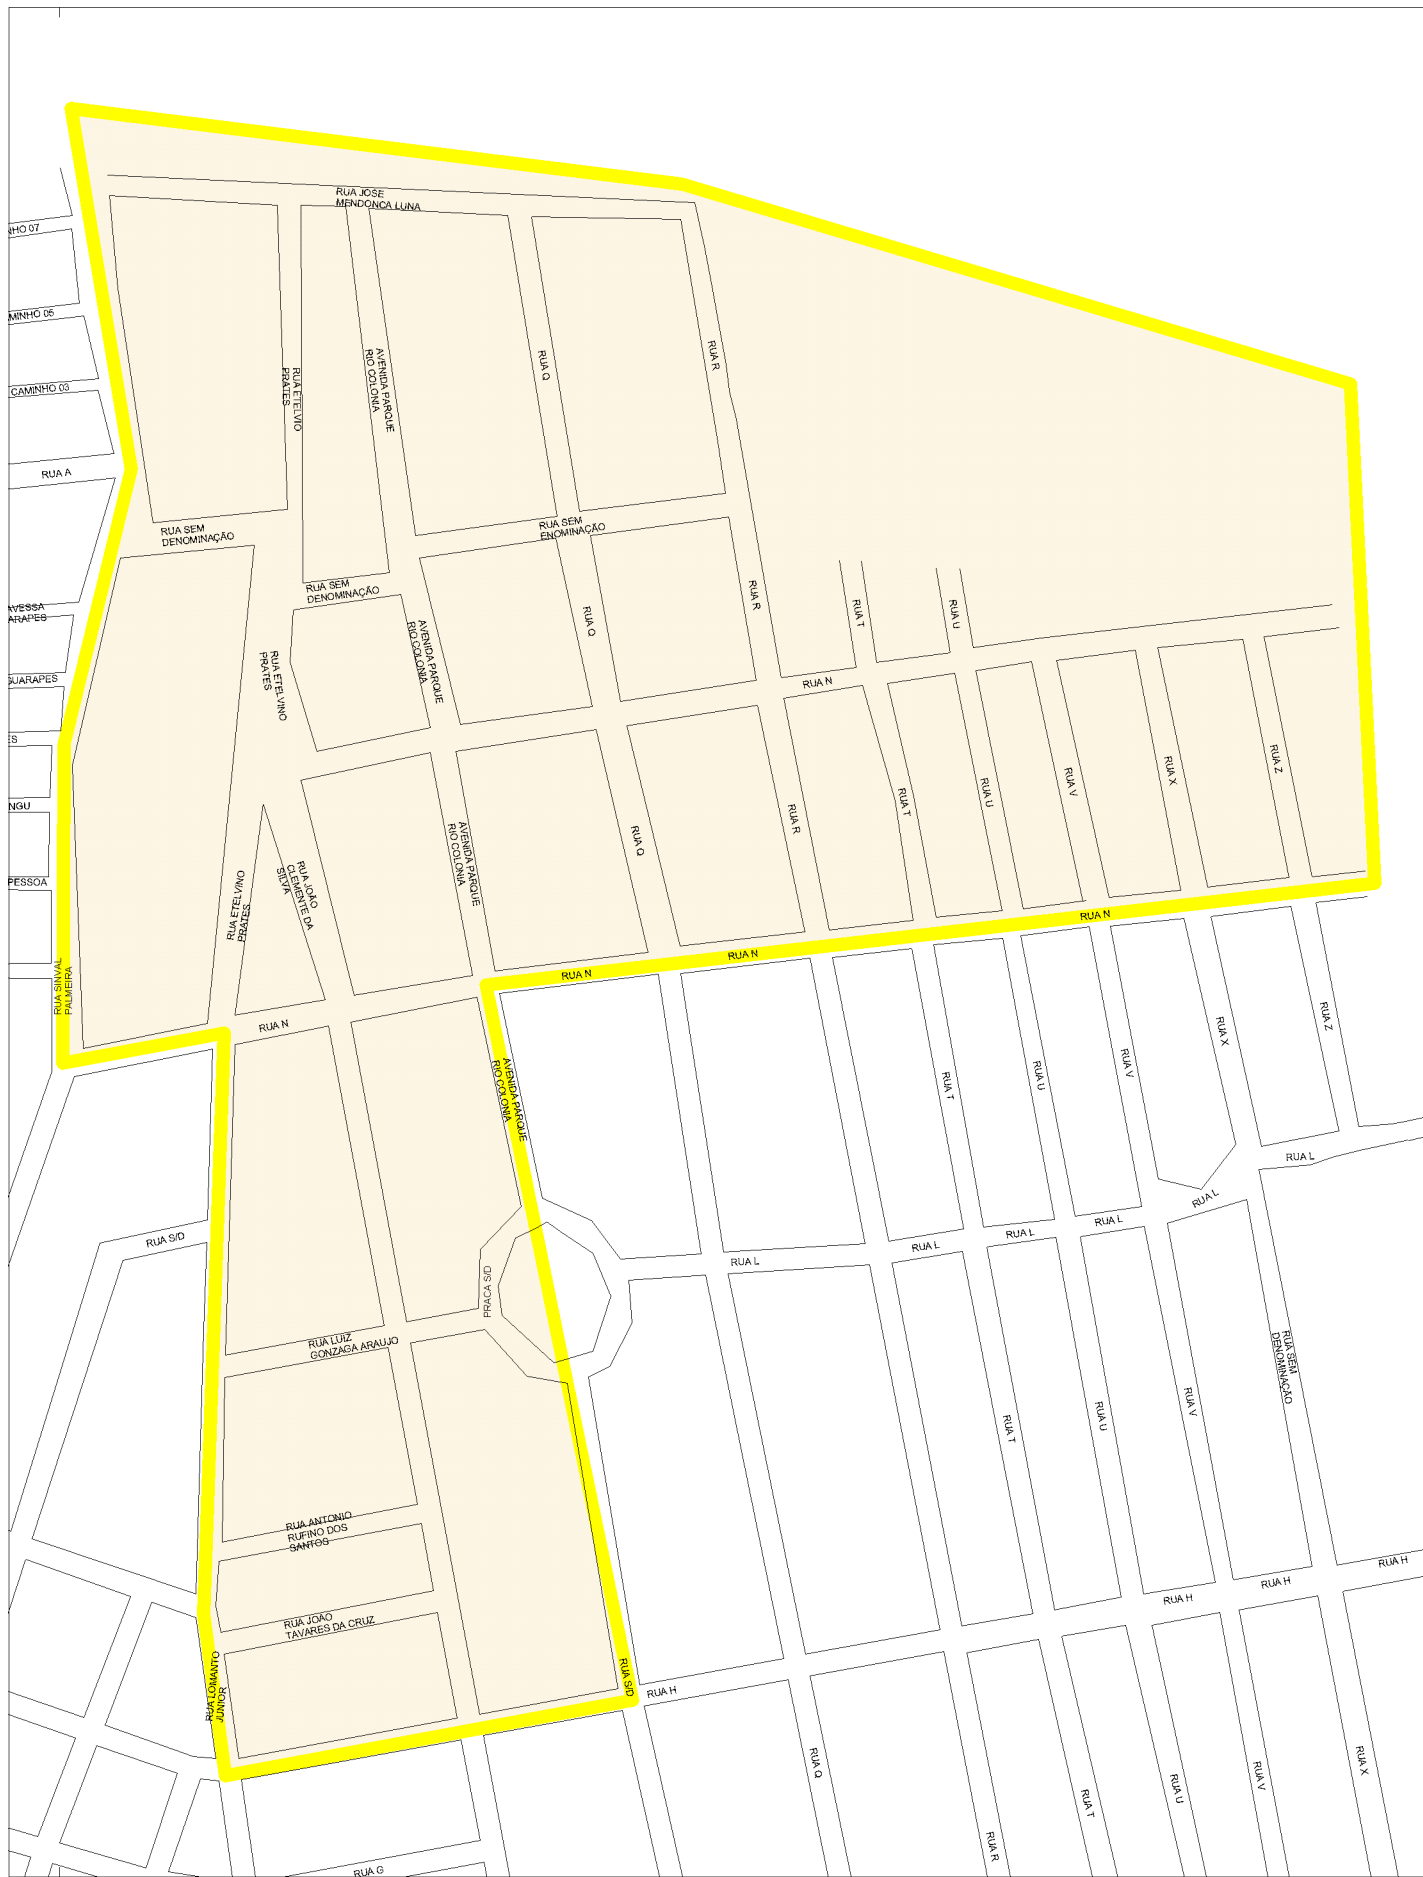 RUA JOSE
MENDONCA LUNA
HO 07
MINHO 05
CAMINHO 03
RUA A
RUA ETELVIO
PRATES
AVENIDA PARQUE
RIO COLONIA
RUA Q
RUA R
RUA SEM
DENOMINAÇÃO
RUA SEM
ENOMINAÇÃO
RUA SEM
DENOMINAÇÃO
AVESSA
ARAPES
GUARAPES
ES
NGU
PESSOA
RUA ETELVINO
PRATES
AVENIDA PARQUE
RIO COLONIA
RUA Q
RUA R
RUA T
RUA U
RUA N
RUA Q
RUA R
RUA T
RUA U
RUA V
RUA X
RUA Z
RUA ETELVINO
PRATES
RUA JOÃO
CLEMENTE DA
SILVA
AVENIDA PARQUE
RIO COLONIA
RUA SINVAL
PALMEIRA
RUA N
RUA N
RUA N
RUA N
AVENIDA PARQUE
RIO COLONIA
RUA T
RUA U
RUA V
RUA X
RUA Z
RUA L
RUA L
RUA L
RUA L
RUA L
RUA L
RUA S/D
PRACA S/D
RUA LUIZ
GONZAGA ARAUJO
RUA SEM
DENOMINAÇÃO
RUA T
RUA U
RUA V
RUA ANTONIO
RUFINO DOS
SANTOS
RUA JOAO
TAVARES DA CRUZ
RUA LOMANTO
JUNIOR
RUA S/D
RUA H
RUA H
RUA H
RUA H
RUA Q
RUA R
RUA T
RUA U
RUA V
RUA X
RUA G